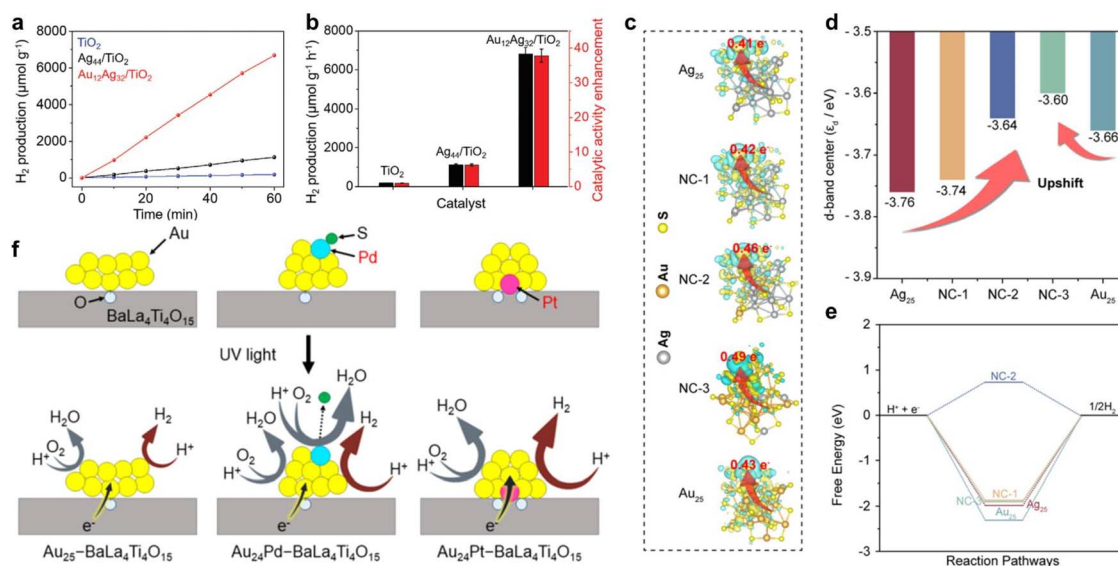 a
TiO₂
Ag₄₄/TiO₂
Au₁₂Ag₃₂/TiO₂
H₂ production (μmol g⁻¹)
8000
6000
4000
2000
0
0 20 40 60
Time (min)
b
H₂ production (μmol g⁻¹ h⁻¹)
8000
7000
6000
5000
4000
3000
2000
1000
0
TiO₂
Ag₄₄/TiO₂
Au₁₂Ag₃₂/TiO₂
Catalyst
40
30
20
10
0
Catalytic activity enhancement
c
0.41 e⁻
Ag₂₅
0.42 e⁻
NC-1
0.46 e⁻
NC-2
0.49 e⁻
NC-3
0.43 e⁻
Au₂₅
S
Au
Ag
d
d-band center (ε_d / eV)
-3.5
-3.6
-3.7
-3.8
-3.9
-3.76
-3.74
-3.64
-3.60
-3.66
Upshift
Ag₂₅ NC-1 NC-2 NC-3 Au₂₅
e
Free Energy (eV)
2
1
0
-1
-2
-3
H⁺ + e⁻
NC-2
1/2H₂
NC-3
NC-1
Ag₂₅
Au₂₅
Reaction Pathways
f
Au
O
BaLa₄Ti₄O₁₅
S
Pd
Pt
UV light
H₂O
H⁺
O₂
H₂
H⁺
e⁻
Au₂₅–BaLa₄Ti₄O₁₅
H⁺
O₂
H₂O
H₂O
H⁺
O₂
H₂
H⁺
e⁻
Au₂₄Pd–BaLa₄Ti₄O₁₅
H₂O
H⁺
O₂
H₂
H⁺
e⁻
Au₂₄Pt–BaLa₄Ti₄O₁₅